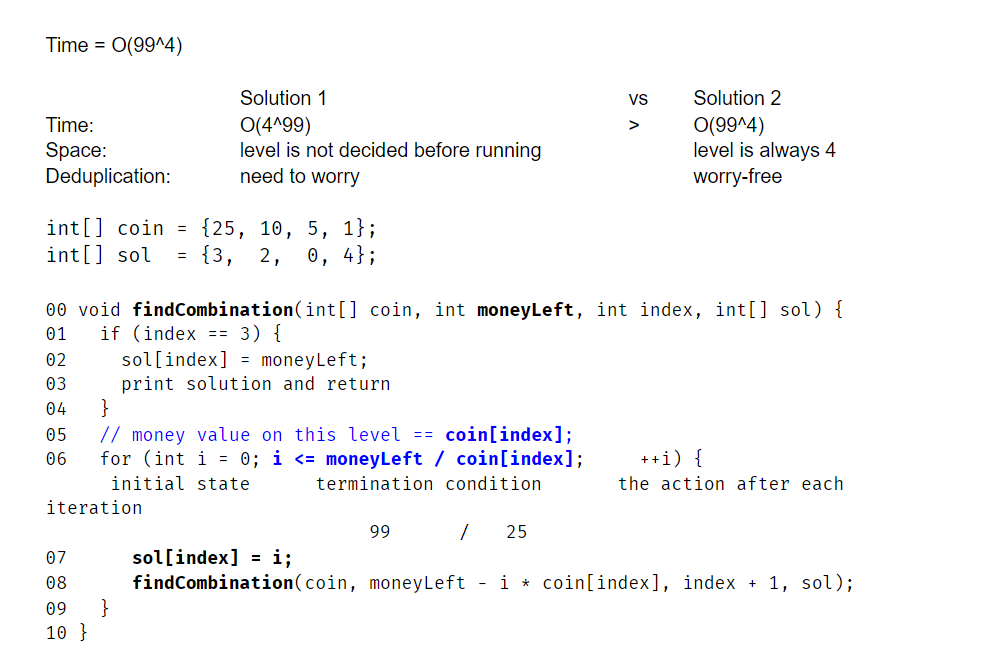 Time = O(99^4)
Solution 1 vs Solution 2
Time: O(4^99) > O(99^4)
Space: level is not decided before running level is always 4
Deduplication: need to worry worry-free
int[] coin = {25, 10, 5, 1};
int[] sol = {3, 2, 0, 4};
00 void findCombination(int[] coin, int moneyLeft, int index, int[] sol) {
01 if (index == 3) {
02 sol[index] = moneyLeft;
03 print solution and return
04 }
05 // money value on this level == coin[index];
06 for (int i = 0; i <= moneyLeft / coin[index]; ++i) {
initial state termination condition the action after each
iteration
99 / 25
07 sol[index] = i;
08 findCombination(coin, moneyLeft - i * coin[index], index + 1, sol);
09 }
10 }